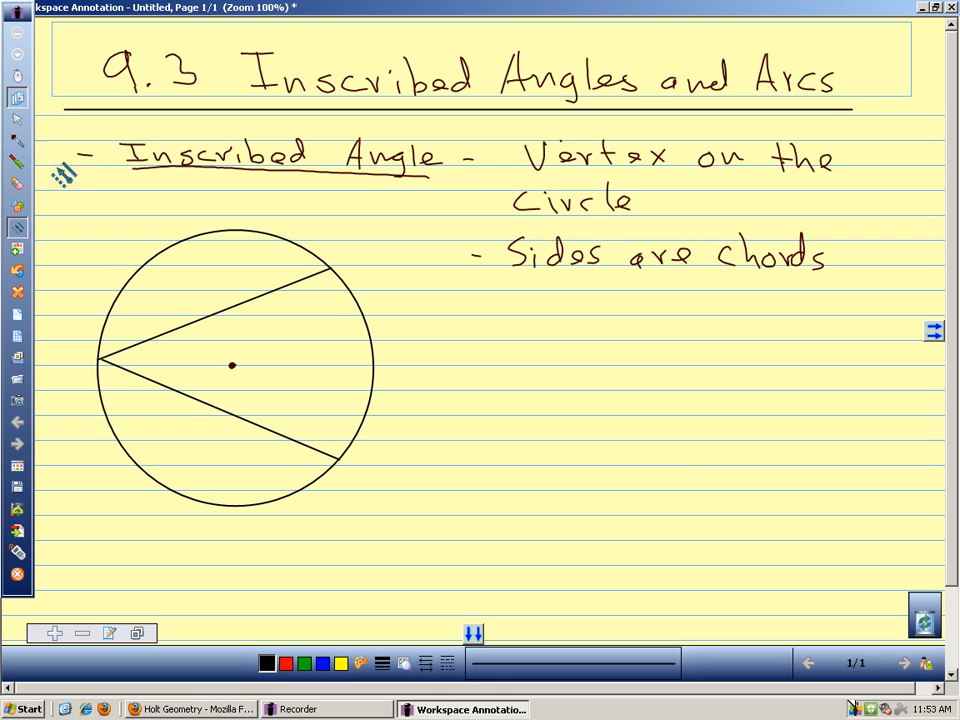 kspace Annotation - Untitled, Page 1/1 (Zoom 100%) *
9.3 Inscribed Angles and Arcs
- Inscribed Angle - Vertex on the
circle
- Sides are chords
1/1
Start
Holt Geometry - Mozilla F...
Recorder
Workspace Annotatio...
11:53 AM